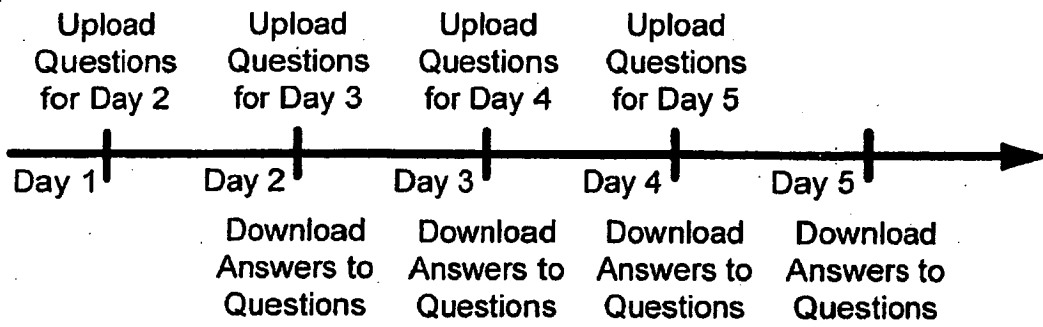 Upload
Questions
for Day 2
Upload
Questions
for Day 3
Upload
Questions
for Day 4
Upload
Questions
for Day 5
Day 1
Day 2
Day 3
Day 4
Day 5
Download
Answers to
Questions
Download
Answers to
Questions
Download
Answers to
Questions
Download
Answers to
Questions